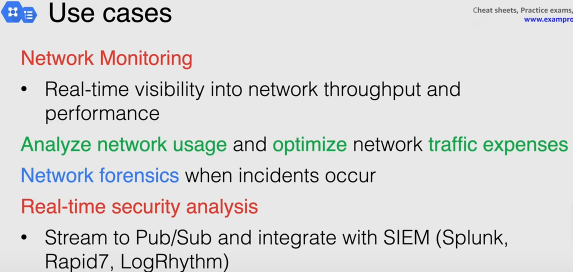 Use cases
Cheat sheets, Practice exams,
www.exampro
Network Monitoring
• Real-time visibility into network throughput and
performance
Analyze network usage and optimize network traffic expenses
Network forensics when incidents occur
Real-time security analysis
• Stream to Pub/Sub and integrate with SIEM (Splunk,
Rapid7, LogRhythm)